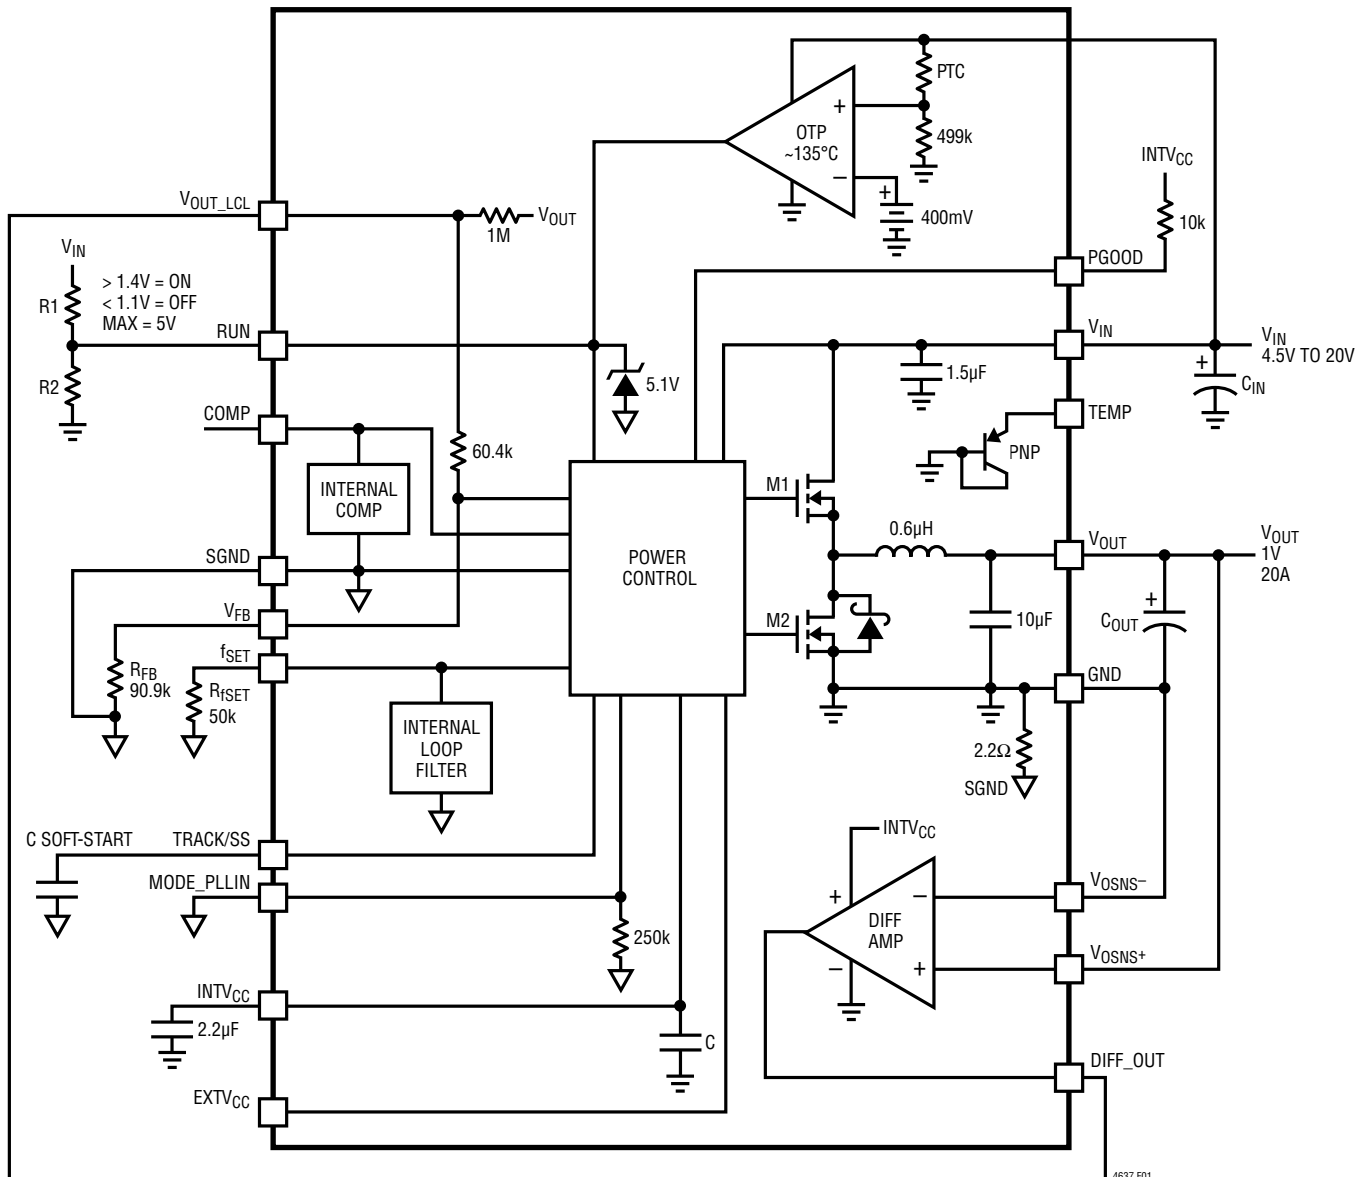 PTC
+
OTP
~135°C
499k
INTVCC
–
+
400mV
10k
VOUT_LCL
VOUT
1M
PGOOD
VIN
> 1.4V = ON
< 1.1V = OFF
MAX = 5V
R1
RUN
VIN
VIN
4.5V TO 20V
+
CIN
1.5µF
5.1V
R2
COMP
TEMP
PNP
60.4k
INTERNAL
COMP
M1
0.6µH
VOUT
VOUT
1V
20A
POWER
CONTROL
SGND
VFB
M2
10µF
+
COUT
fSET
RFB
90.9k
RfSET
50k
GND
INTERNAL
LOOP
FILTER
2.2Ω
SGND
C SOFT-START
TRACK/SS
INTVCC
MODE_PLLIN
+
–
VOSNS–
DIFF
AMP
250k
–
+
VOSNS+
INTVCC
2.2µF
C
DIFF_OUT
EXTVCC
4637 F01